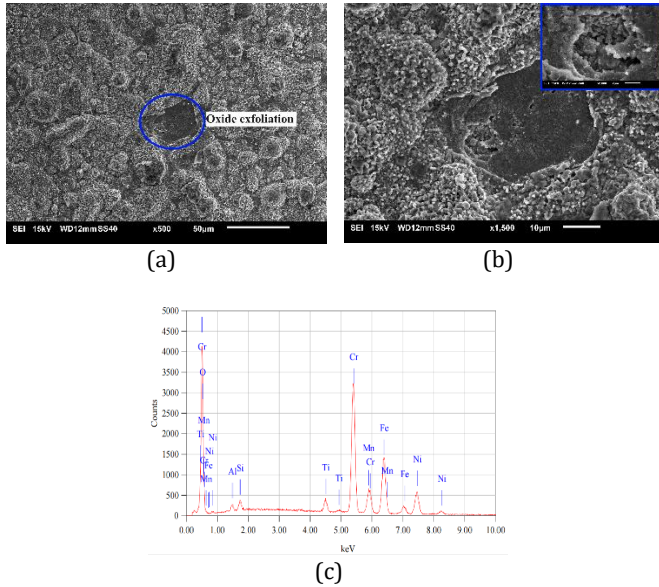 Oxide exfoliation
SEI 15kV WD12mm SS40 x500 50µm
SEI 15kV WD12mm SS40 x1,500 10µm
(a)
(b)
5000
4500
4000
3500
3000
2500
2000
1500
1000
500
0
Counts
Cr
O
Mn
Ti
Ni
Ni
Cr
Fe
Mn
Al
Si
Ti
Ti
Cr
Mn
Cr
Fe
Mn
Fe
Ni
Ni
0.00 1.00 2.00 3.00 4.00 5.00 6.00 7.00 8.00 9.00 10.00
keV
(c)